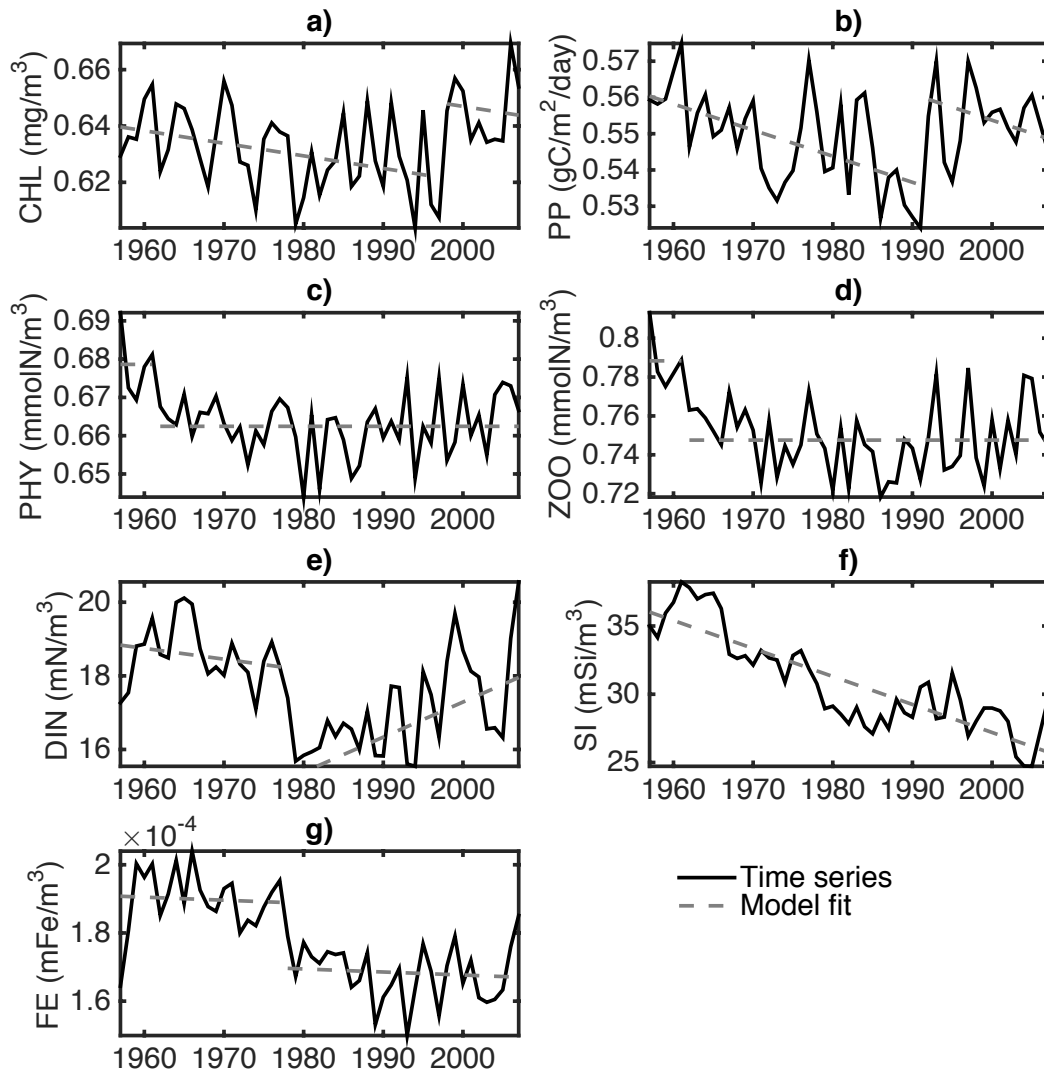 a)
CHL (mg/m³)
0.66
0.64
0.62
1960 1970 1980 1990 2000
b)
PP (gC/m²/day)
0.57
0.56
0.55
0.54
0.53
1960 1970 1980 1990 2000
c)
PHY (mmolN/m³)
0.69
0.68
0.67
0.66
0.65
1960 1970 1980 1990 2000
d)
ZOO (mmolN/m³)
0.8
0.78
0.76
0.74
0.72
1960 1970 1980 1990 2000
e)
DIN (mN/m³)
20
18
16
1960 1970 1980 1990 2000
f)
SI (mSi/m³)
35
30
25
1960 1970 1980 1990 2000
g)
×10⁻⁴
FE (mFe/m³)
2
1.8
1.6
1960 1970 1980 1990 2000
Time series
Model fit